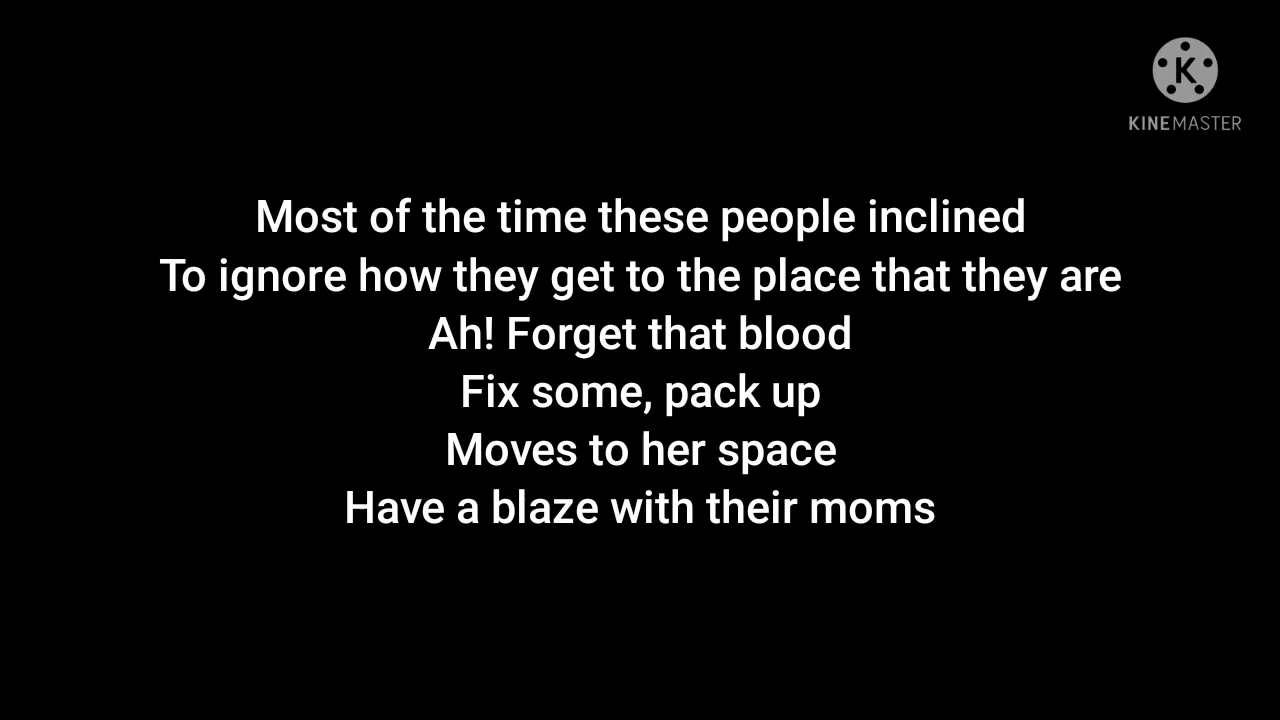 KINEMASTER
Most of the time these people inclined
To ignore how they get to the place that they are
Ah! Forget that blood
Fix some, pack up
Moves to her space
Have a blaze with their moms